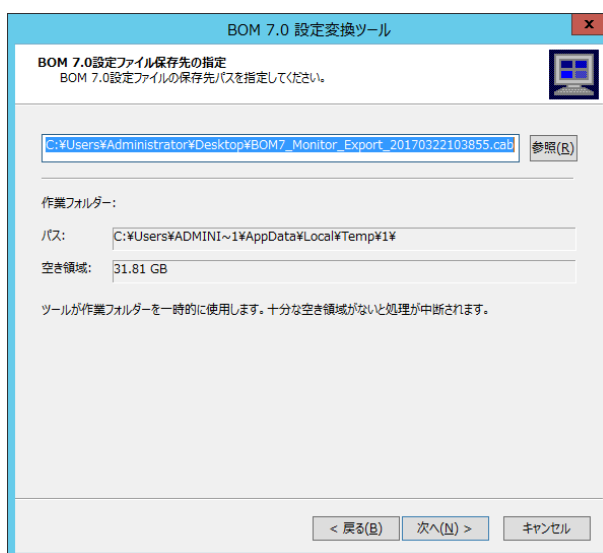 BOM 7.0 設定変換ツール
x
BOM 7.0設定ファイル保存先の指定
BOM 7.0設定ファイルの保存先パスを指定してください。
C:¥Users¥Administrator¥Desktop¥BOM7_Monitor_Export_20170322103855.cab 参照(R)
作業フォルダー:
パス: C:¥Users¥ADMINI~1¥AppData¥Local¥Temp¥1¥
空き領域: 31.81 GB
ツールが作業フォルダーを一時的に使用します。十分な空き領域がないと処理が中断されます。
< 戻る(B) 次へ(N) > キャンセル